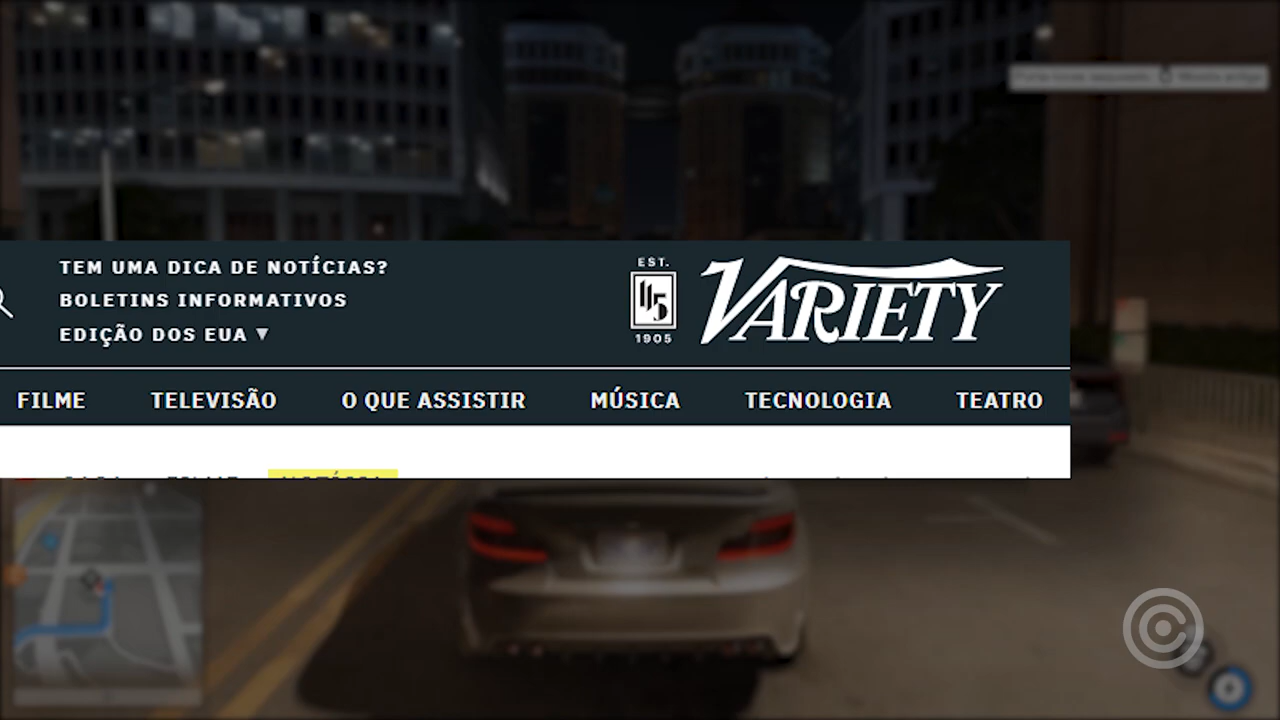 TEM UMA DICA DE NOTÍCIAS?
BOLETINS INFORMATIVOS
EDIÇÃO DOS EUA ▼
EST.
1905
VARIETY
FILME TELEVISÃO O QUE ASSISTIR MÚSICA TECNOLOGIA TEATRO